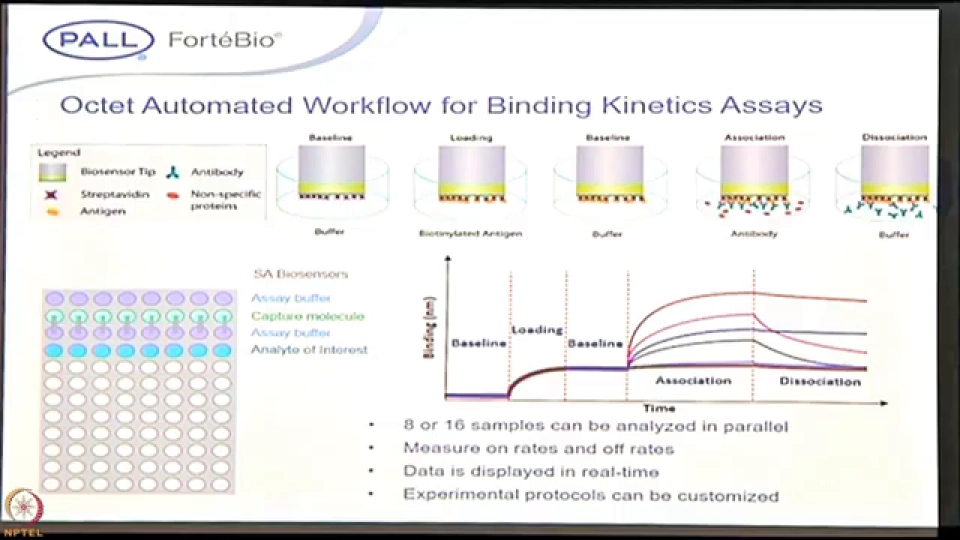 PALL FortéBio®
Octet Automated Workflow for Binding Kinetics Assays
Legend
Biosensor Tip
Antibody
Streptavidin
Non-specific proteins
Antigen
Baseline
Loading
Baseline
Association
Dissociation
Buffer
Biotinylated Antigen
Buffer
Antibody
Buffer
SA Biosensors
Assay buffer
Capture molecule
Assay buffer
Analyte of Interest
Binding (nm)
Baseline
Loading
Baseline
Association
Dissociation
Time
• 8 or 16 samples can be analyzed in parallel
• Measure on rates and off rates
• Data is displayed in real-time
• Experimental protocols can be customized
NPTEL